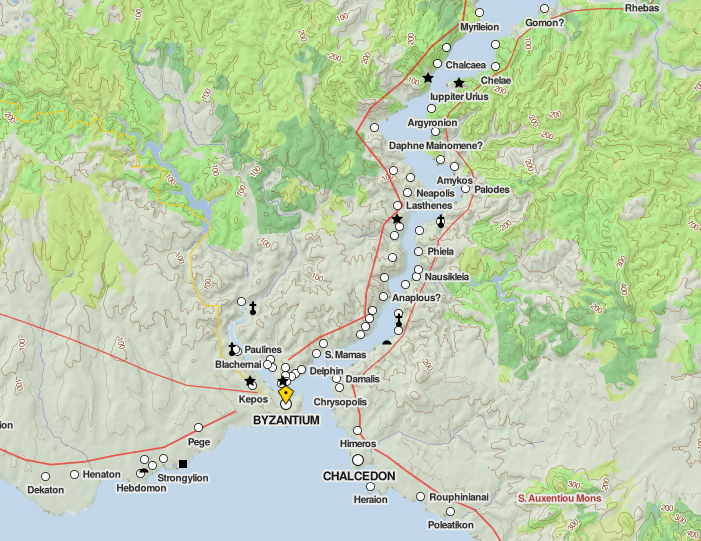 Rhebas
Gomon?
Myrileion
Chalcaea
Chelae
Iuppiter Urius
Argyronion
Daphne Mainomene?
Amykos
Palodes
Neapolis
Lasthenes
Phiela
Nausikleia
Anaplous?
Paulines
S. Mamas
Blachernai
Delphin
Damalis
Kepos
Chrysopolis
BYZANTIUM
ion
Pege
Himeros
Henaton
Strongylion
CHALCEDON
Dekaton
Hebdomon
Heraion
Rouphinianai
S. Auxentiou Mons
Poleatikon